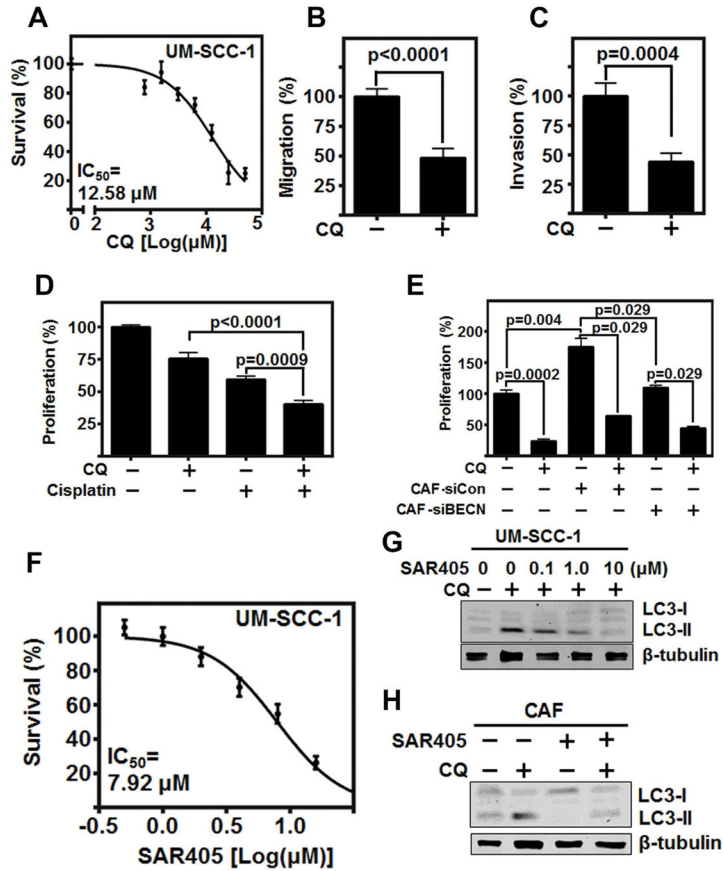 A
UM-SCC-1
Survival (%)
100
80
60
40
20
IC50=
12.58 µM
0 2 3 4 5
CQ [Log(µM)]
B
p<0.0001
Migration (%)
100
75
50
25
CQ − +
C
p=0.0004
Invasion (%)
100
75
50
25
CQ − +
D
Proliferation (%)
100
75
50
25
p<0.0001
p=0.0009
CQ − + − +
Cisplatin − − + +
E
Proliferation (%)
200
150
100
50
p=0.004
p=0.0002
p=0.029
p=0.029
p=0.029
CQ − + − + − +
CAF-siCon − − + + − −
CAF-siBECN − − − − + +
F
UM-SCC-1
Survival (%)
100
80
60
40
20
IC50=
7.92 µM
-0.5 0.0 0.5 1.0
SAR405 [Log(µM)]
G
UM-SCC-1
SAR405 0 0 0.1 1.0 10 (µM)
CQ − + + + +
LC3-I
LC3-II
β-tubulin
H
CAF
SAR405 − − + +
CQ − + − +
LC3-I
LC3-II
β-tubulin